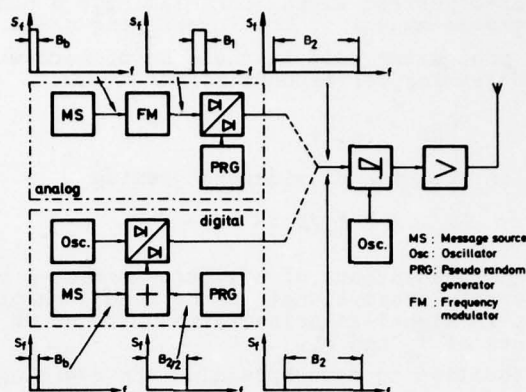 Sf Bb f
Sf B1 f
Sf B2 f
MS FM PRG
analog
digital
Osc. MS + PRG
Osc. >
MS : Message source
Osc : Oscillator
PRG: Pseudo random generator
FM : Frequency modulator
Sf Bb f
Sf B2/2 f
Sf B2 f